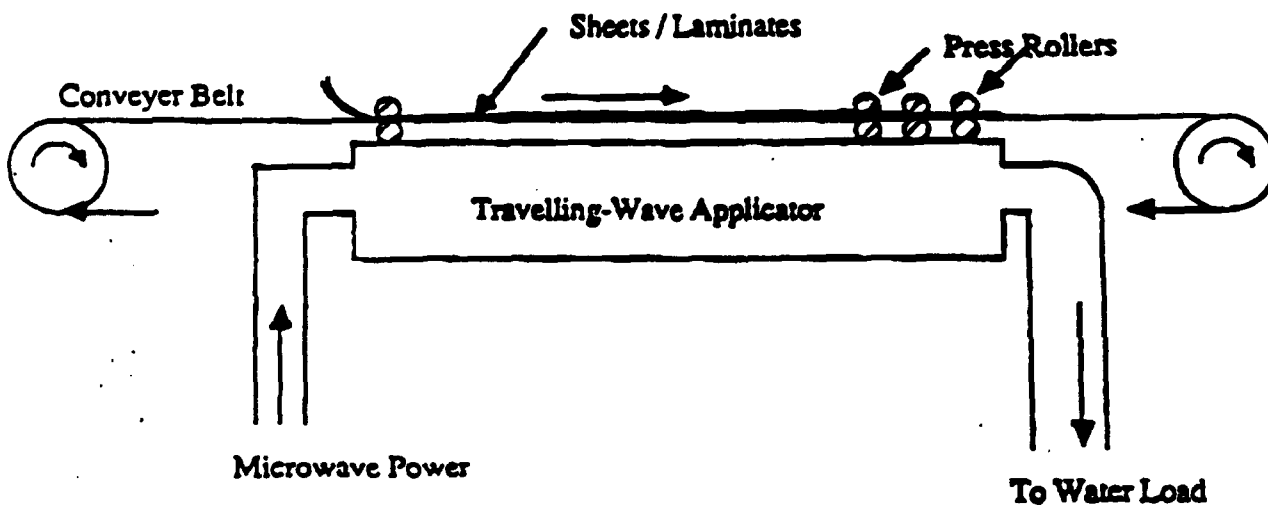 Sheets / Laminates
Press Rollers
Conveyer Belt
Travelling-Wave Applicator
Microwave Power
To Water Load